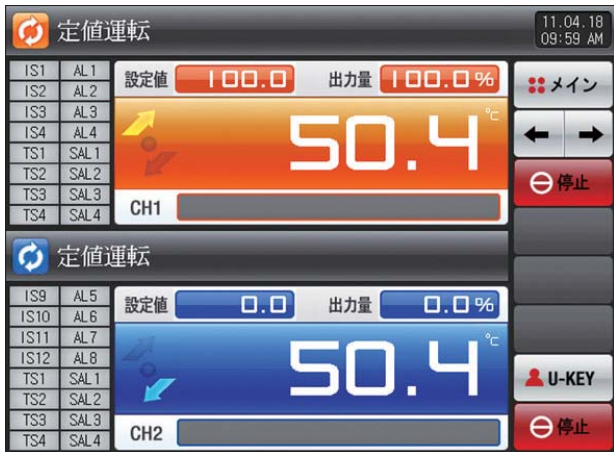 定値運転
11.04.18
09:59 AM
IS1 AL1
IS2 AL2
IS3 AL3
IS4 AL4
TS1 SAL1
TS2 SAL2
TS3 SAL3
TS4 SAL4
設定値 100.0 出力量 100.0%
50.4 ℃
CH1
メイン
停止
定値運転
IS9 AL5
IS10 AL6
IS11 AL7
IS12 AL8
TS1 SAL1
TS2 SAL2
TS3 SAL3
TS4 SAL4
設定値 0.0 出力量 0.0%
50.4 ℃
CH2
U-KEY
停止